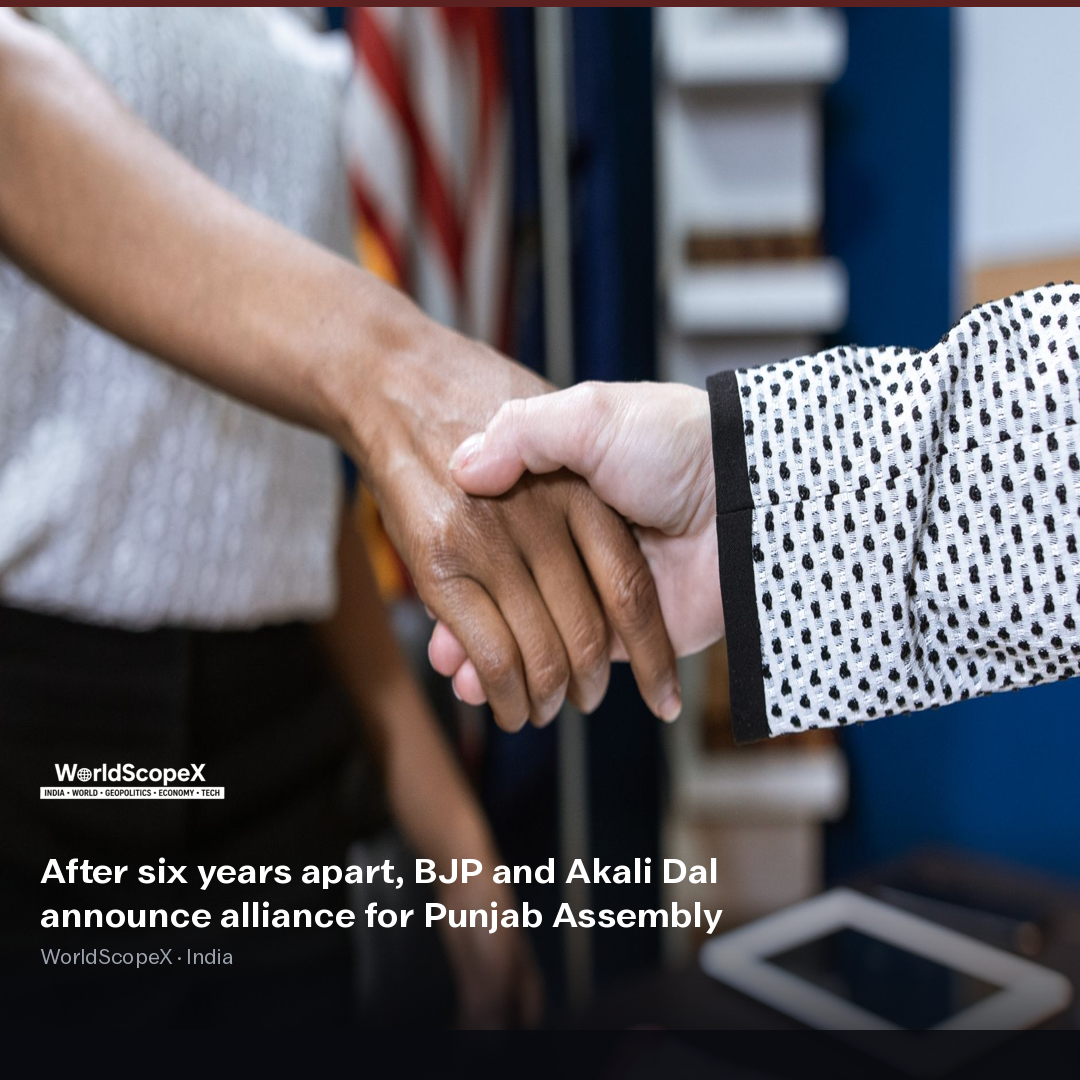 WorldScopeX
INDIA • WORLD • GEOPOLITICS • ECONOMY • TECH
After six years apart, BJP and Akali Dal
announce alliance for Punjab Assembly
WorldScopeX · India